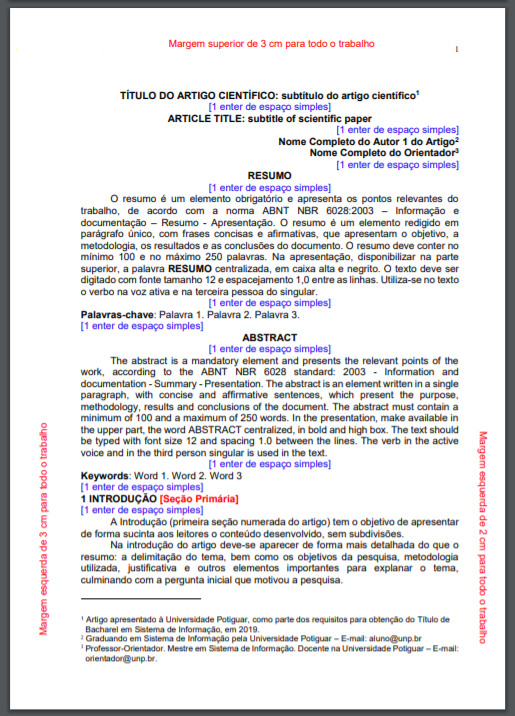 Margem superior de 3 cm para todo o trabalho
1
TÍTULO DO ARTIGO CIENTÍFICO: subtítulo do artigo científico¹
[1 enter de espaço simples]
ARTICLE TITLE: subtitle of scientific paper
[1 enter de espaço simples]
Nome Completo do Autor 1 do Artigo²
Nome Completo do Orientador³
[1 enter de espaço simples]
RESUMO
[1 enter de espaço simples]
O resumo é um elemento obrigatório e apresenta os pontos relevantes do
trabalho, de acordo com a norma ABNT NBR 6028:2003 – Informação e
documentação – Resumo - Apresentação. O resumo é um elemento redigido em
parágrafo único, com frases concisas e afirmativas, que apresentam o objetivo, a
metodologia, os resultados e as conclusões do documento. O resumo deve conter no
mínimo 100 e no máximo 250 palavras. Na apresentação, disponibilizar na parte
superior, a palavra RESUMO centralizada, em caixa alta e negrito. O texto deve ser
digitado com fonte tamanho 12 e espacejamento 1,0 entre as linhas. Utiliza-se no texto
o verbo na voz ativa e na terceira pessoa do singular.
[1 enter de espaço simples]
Palavras-chave: Palavra 1. Palavra 2. Palavra 3.
[1 enter de espaço simples]
ABSTRACT
[1 enter de espaço simples]
The abstract is a mandatory element and presents the relevant points of the
work, according to the ABNT NBR 6028 standard: 2003 - Information and
documentation - Summary - Presentation. The abstract is an element written in a single
paragraph, with concise and affirmative sentences, which present the purpose,
methodology, results and conclusions of the document. The abstract must contain a
minimum of 100 and a maximum of 250 words. In the presentation, make available in
the upper part, the word ABSTRACT centralized, in bold and high box. The text should
be typed with font size 12 and spacing 1.0 between the lines. The verb in the active
voice and in the third person singular is used in the text.
[1 enter de espaço simples]
Keywords: Word 1. Word 2. Word 3
[1 enter de espaço simples]
1 INTRODUÇÃO [Seção Primária]
[1 enter de espaço simples]
A Introdução (primeira seção numerada do artigo) tem o objetivo de apresentar
de forma sucinta aos leitores o conteúdo desenvolvido, sem subdivisões.
Na introdução do artigo deve-se aparecer de forma mais detalhada do que o
resumo: a delimitação do tema, bem como os objetivos da pesquisa, metodologia
utilizada, justificativa e outros elementos importantes para explanar o tema,
culminando com a pergunta inicial que motivou a pesquisa.
Margem esquerda de 3 cm para todo o trabalho
Margem esquerda de 2 cm para todo o trabalho
¹ Artigo apresentado à Universidade Potiguar, como parte dos requisitos para obtenção do Título de
Bacharel em Sistema de Informação, em 2019.
² Graduando em Sistema de Informação pela Universidade Potiguar – E-mail: aluno@unp.br
³ Professor-Orientador. Mestre em Sistema de Informação. Docente na Universidade Potiguar – E-mail:
orientador@unp.br.